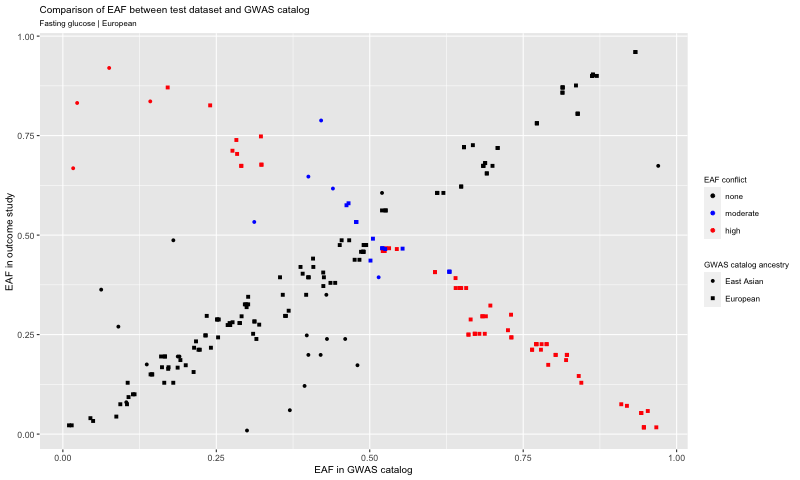 Comparison of EAF between test dataset and GWAS catalog
Fasting glucose | European
1.00
0.75
0.50
0.25
0.00
EAF in outcome study
0.00
0.25
0.50
0.75
1.00
EAF in GWAS catalog
EAF conflict
none
moderate
high
GWAS catalog ancestry
East Asian
European